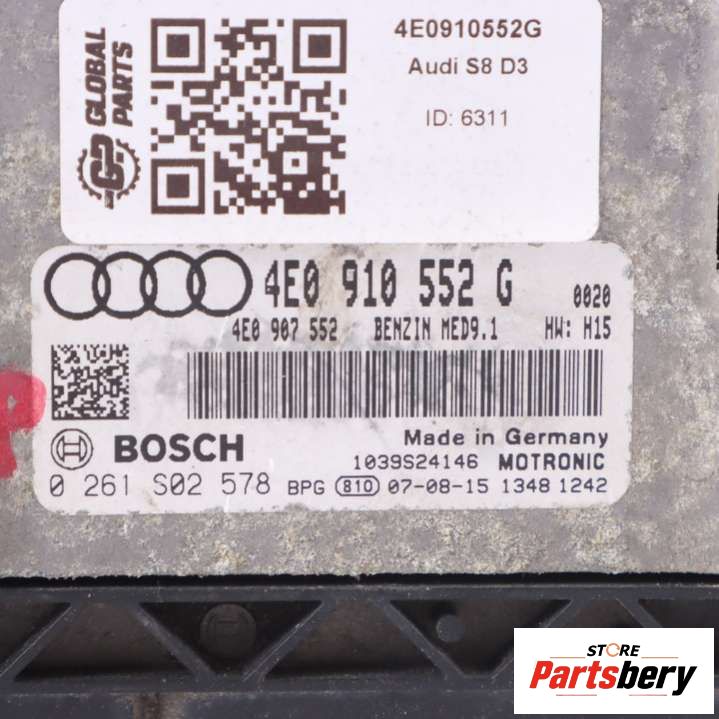 GLOBAL PARTS
4E0910552G
Audi S8 D3
ID: 6311
4E0 910 552 G 0020
4E0 907 552 BENZIN MED9.1 HW: H15
BOSCH Made in Germany
1039S24146 MOTRONIC
0 261 S02 578 BPG 810 07-08-15 1348 1242
STORE
Partsbery